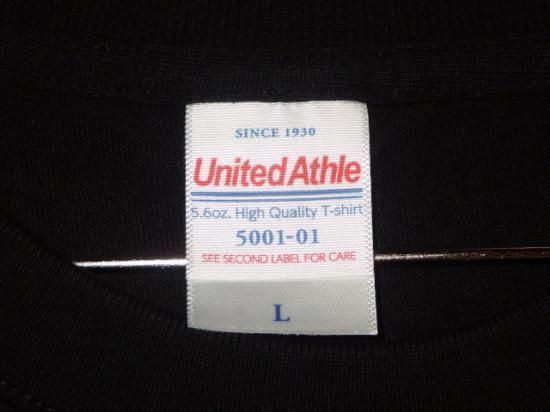 SINCE 1930
United Athle
5.6oz. High Quality T-shirt
5001-01
SEE SECOND LABEL FOR CARE
L